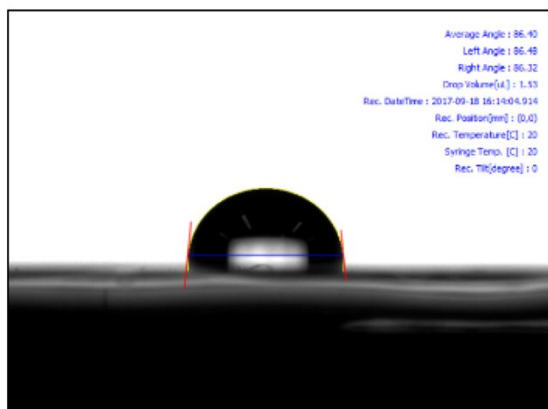 Average Angle : 86.40
Left Angle : 86.48
Right Angle : 86.32
Drop Volume[uL] : 1.53
Rec. DateTime : 2017-09-18 16:14:04.914
Rec. Position[mm] : (0,0)
Rec. Temperature[C] : 20
Syringe Temp. [C] : 20
Rec. Tilt[degree] : 0